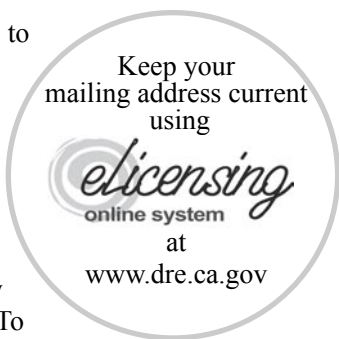 to
Keep your
mailing address current
using
eLicensing
online system
at
www.dre.ca.gov
To